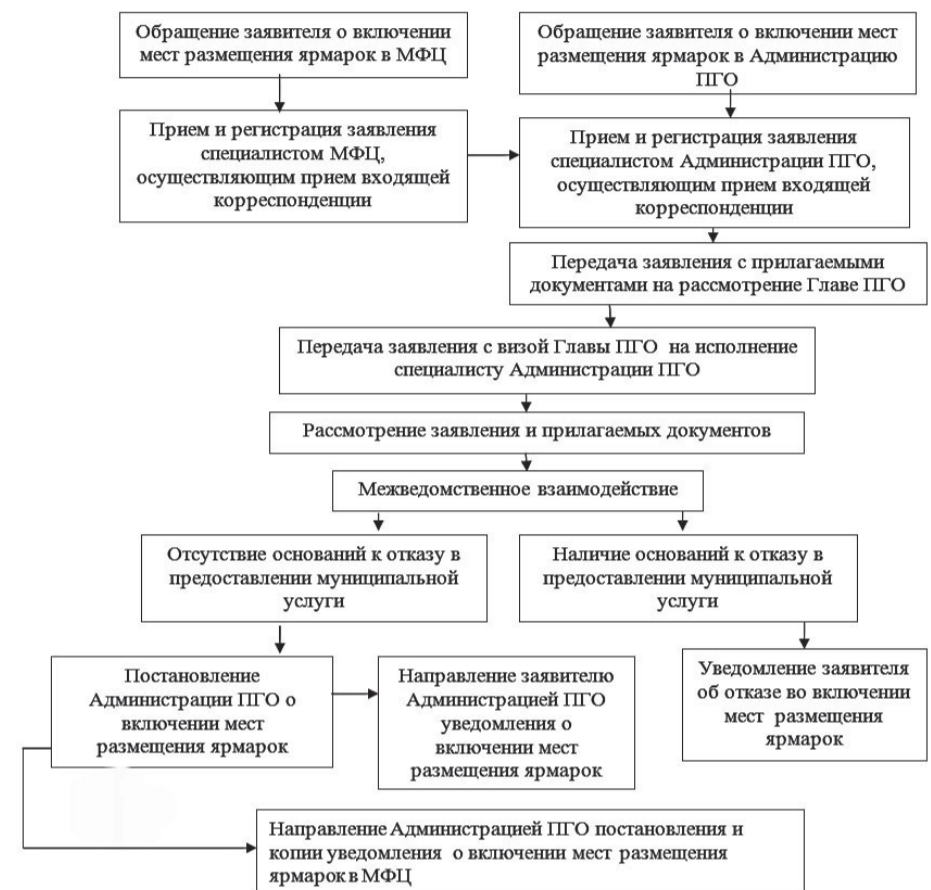 Обращение заявителя о включении
мест размещения ярмарок в МФЦ
Обращение заявителя о включении мест
размещения ярмарок в Администрацию
ПГО
Прием и регистрация заявления
специалистом МФЦ,
осуществляющим прием входящей
корреспонденции
Прием и регистрация заявления
специалистом Администрации ПГО,
осуществляющим прием входящей
корреспонденции
Передача заявления с прилагаемыми
документами на рассмотрение Главе ПГО
Передача заявления с визой Главы ПГО на исполнение
специалисту Администрации ПГО
Рассмотрение заявления и прилагаемых документов
Межведомственное взаимодействие
Отсутствие оснований к отказу в
предоставлении муниципальной
услуги
Наличие оснований к отказу в
предоставлении муниципальной
услуги
Постановление
Администрации ПГО о
включении мест
размещения ярмарок
Направление заявителю
Администрацией ПГО
уведомления о
включении мест
размещения ярмарок
Уведомление заявителя
об отказе во включении
мест размещения
ярмарок
Направление Администрацией ПГО постановления и
копии уведомления о включении мест размещения
ярмарок в МФЦ